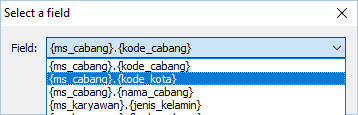 Select a field
Field: {ms_cabang}.{kode_cabang}
{ms_cabang}.{kode_cabang}
{ms_cabang}.{kode_kota}
{ms_cabang}.{nama_cabang}
{ms_karyawan}.{jenis_kelamin}